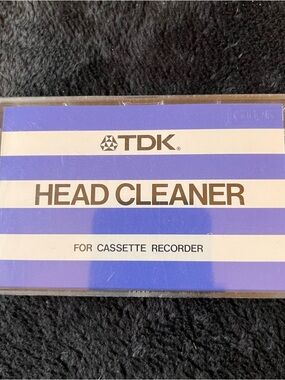 TDK®
HEAD CLEANER
FOR CASSETTE RECORDER